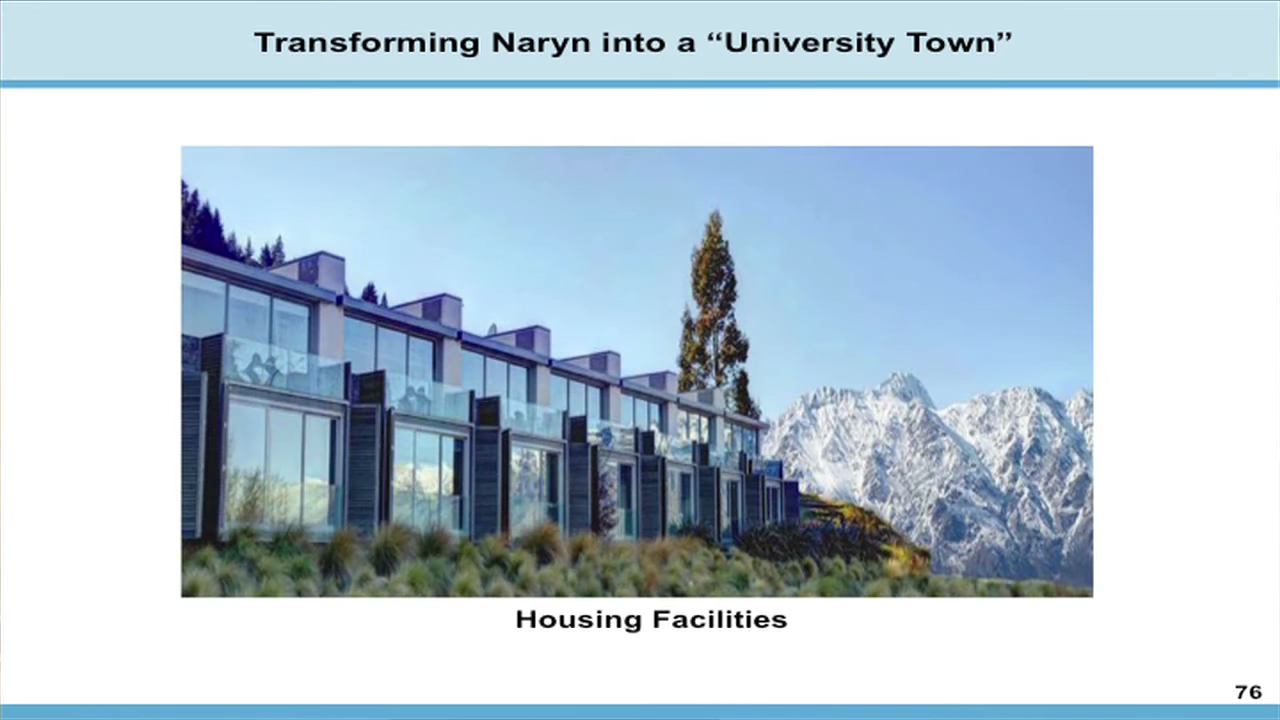 Transforming Naryn into a “University Town”
Housing Facilities
76